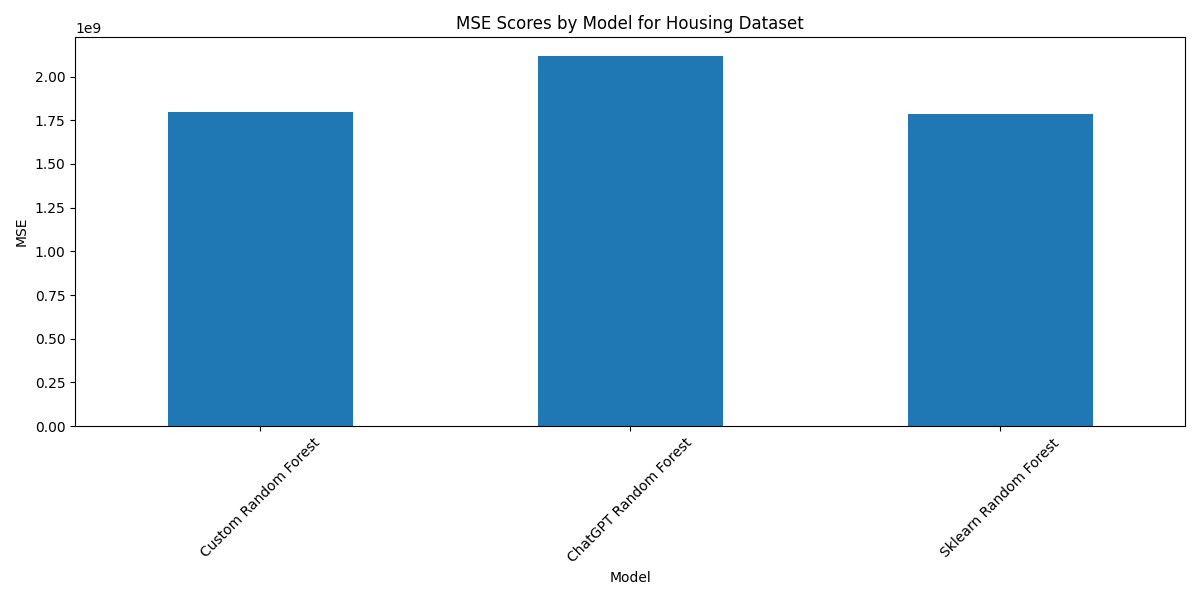 MSE Scores by Model for Housing Dataset
1e9
2.00
1.75
1.50
1.25
1.00
0.75
0.50
0.25
0.00
MSE
Custom Random Forest
ChatGPT Random Forest
Sklearn Random Forest
Model